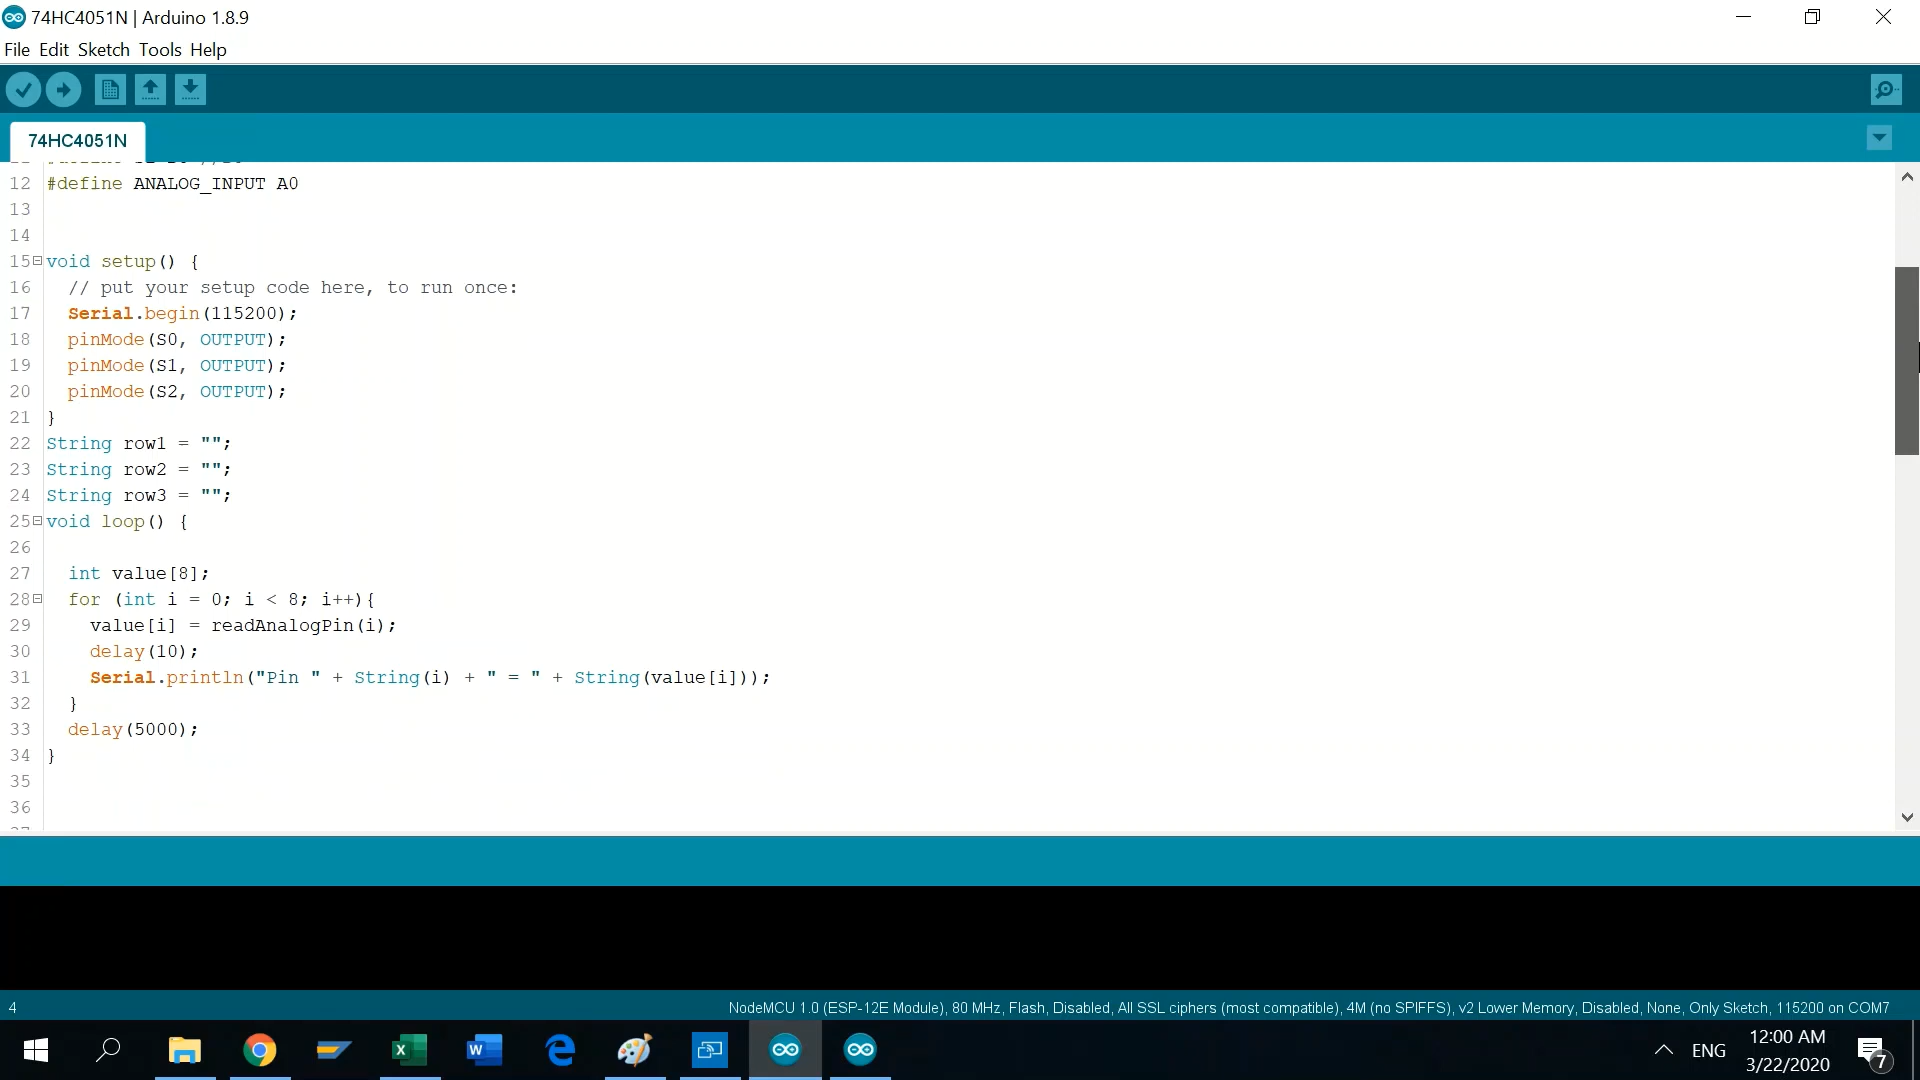 74HC4051N | Arduino 1.8.9
File Edit Sketch Tools Help
74HC4051N
12 #define ANALOG_INPUT A0
13
14
15 void setup() {
16 // put your setup code here, to run once:
17 Serial.begin(115200);
18 pinMode(S0, OUTPUT);
19 pinMode(S1, OUTPUT);
20 pinMode(S2, OUTPUT);
21 }
22 String row1 = "";
23 String row2 = "";
24 String row3 = "";
25 void loop() {
26
27 int value[8];
28 for (int i = 0; i < 8; i++){
29 value[i] = readAnalogPin(i);
30 delay(10);
31 Serial.println("Pin " + String(i) + " = " + String(value[i]));
32 }
33 delay(5000);
34 }
35
36
4
NodeMCU 1.0 (ESP-12E Module), 80 MHz, Flash, Disabled, All SSL ciphers (most compatible), 4M (no SPIFFS), v2 Lower Memory, Disabled, None, Only Sketch, 115200 on COM7
ENG
12:00 AM
3/22/2020
7